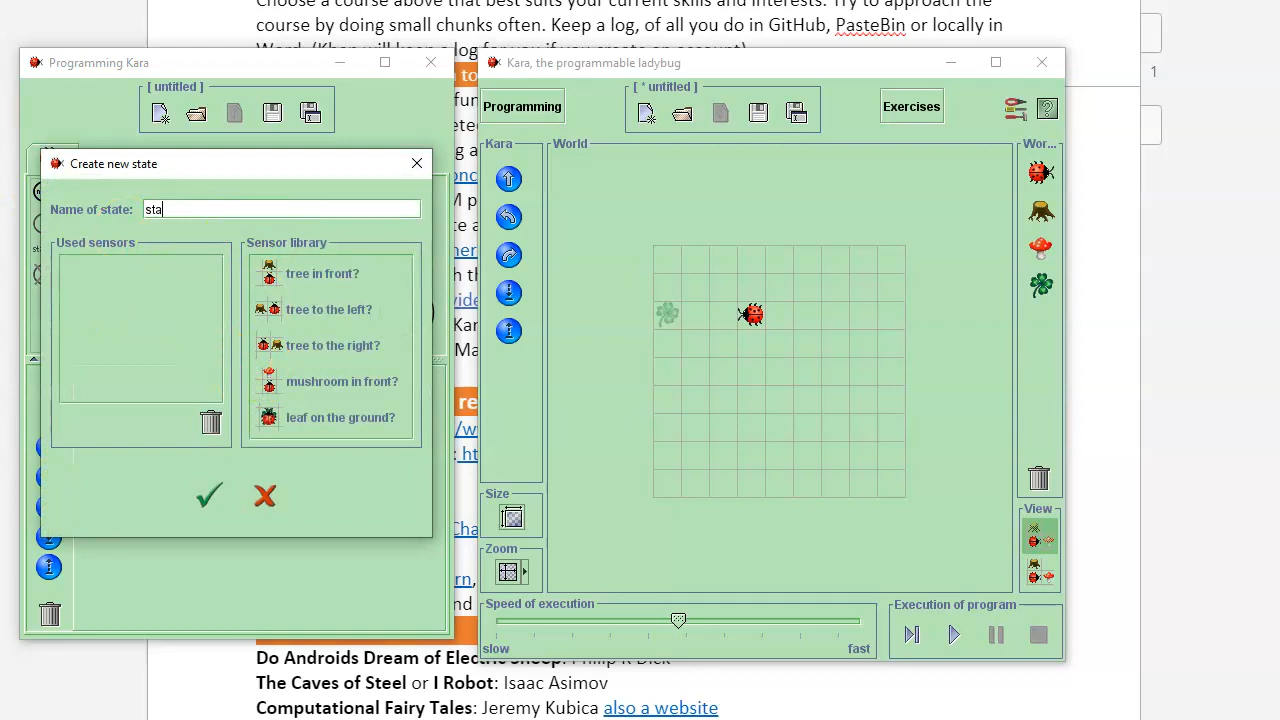 Choose a course above that best suits your current skills and interests. Try to approach the
course by doing small chunks often. Keep a log, of all you do in GitHub, PasteBin or locally in
Programming Kara
[ untitled ]
Create new state
Name of state: sta
Used sensors
Sensor library
tree in front?
tree to the left?
tree to the right?
mushroom in front?
leaf on the ground?
Kara, the programmable ladybug
Programming
[ * untitled ]
Exercises
Kara
World
Wor...
1
Size
Zoom
View
Speed of execution
slow
fast
Execution of program
Do Androids Dream of Electric Sheep: Philip K Dick
The Caves of Steel or I Robot: Isaac Asimov
Computational Fairy Tales: Jeremy Kubica also a website